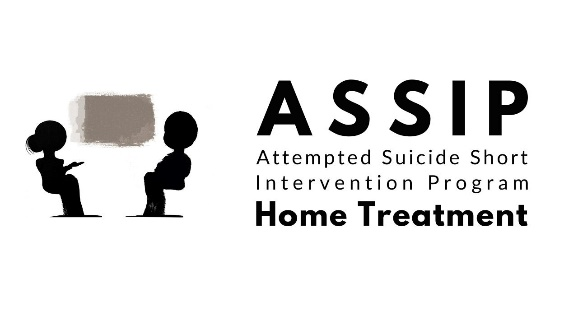 ASSIP
Attempted Suicide Short
Intervention Program
Home Treatment